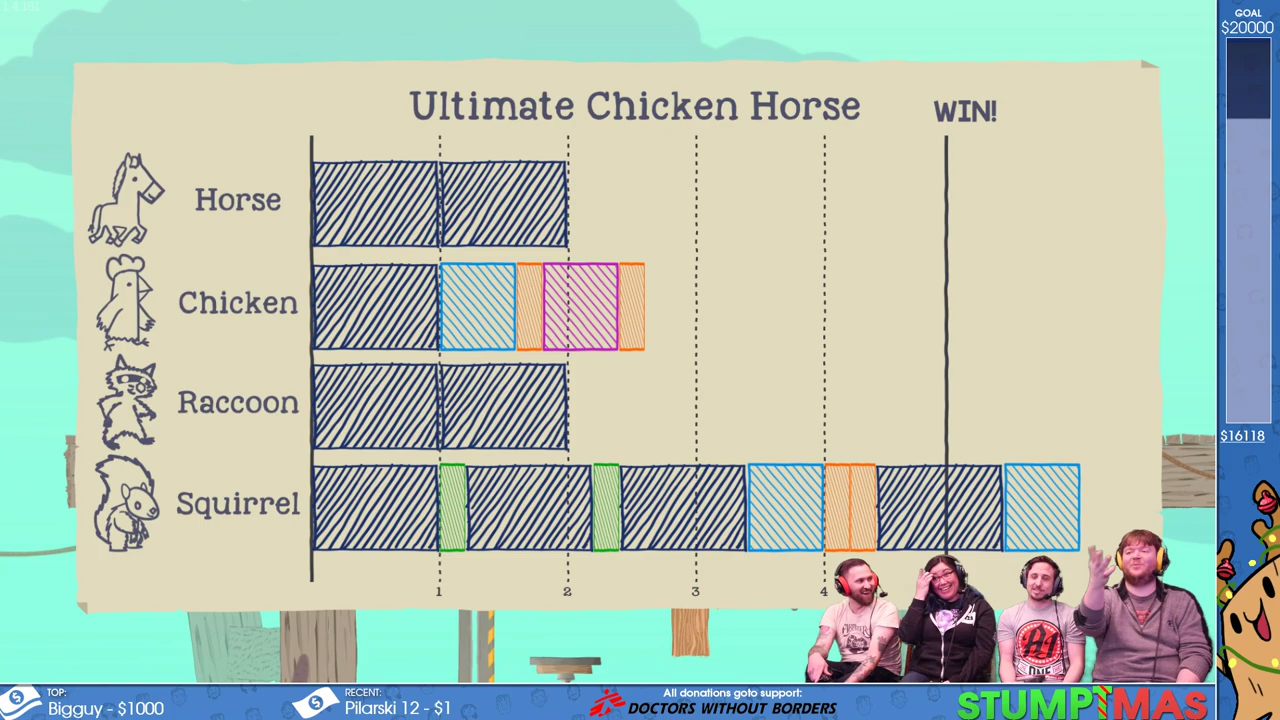 Ultimate Chicken Horse
WIN!
Horse
Chicken
Raccoon
Squirrel
1 2 3 4
GOAL
$20000
$16118
TOP:
Bigguy - $1000
RECENT:
Pilarski 12 - $1
All donations goto support:
DOCTORS WITHOUT BORDERS
STUMPTMAS